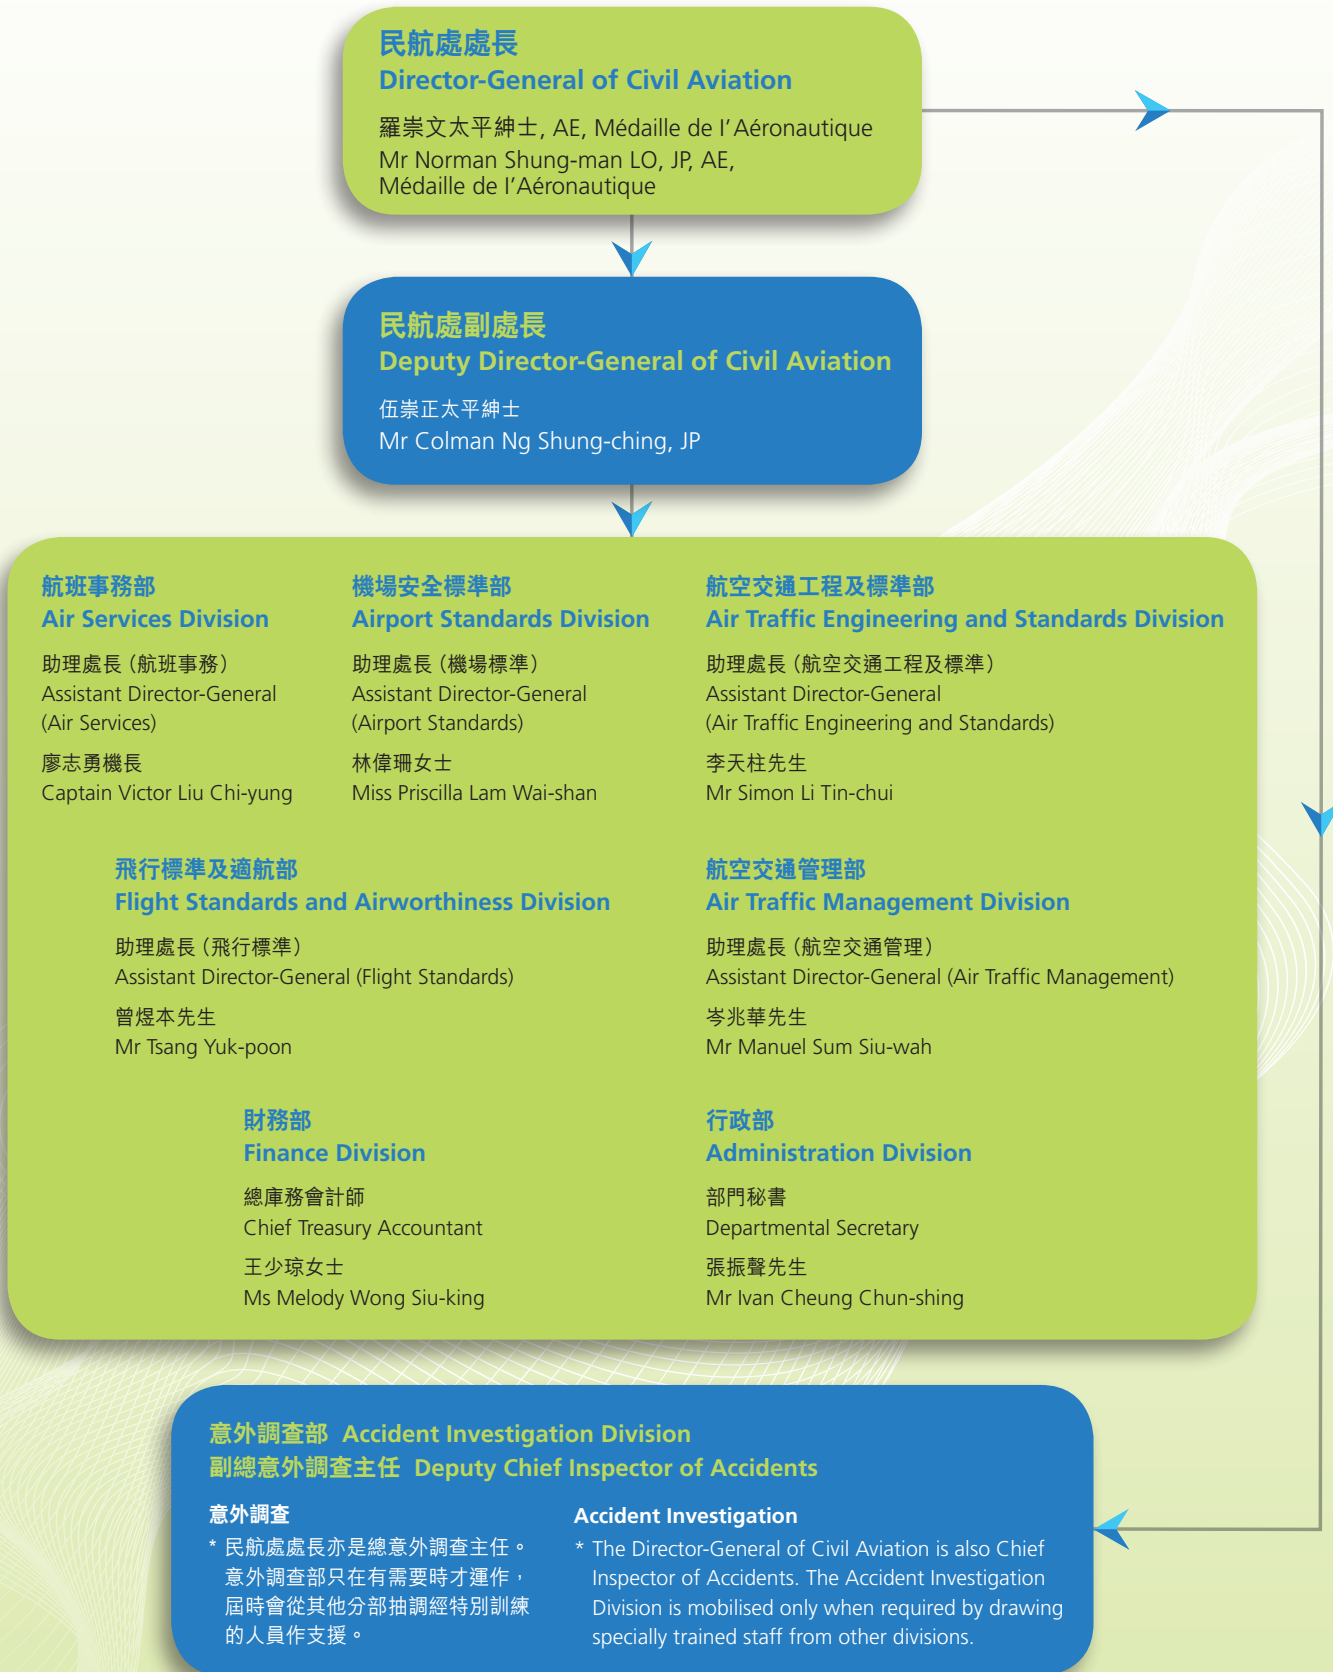 民航處處長
Director-General of Civil Aviation
羅崇文太平紳士, AE, Médaille de I'Aéronautique
Mr Norman Shung-man LO, JP, AE,
Médaille de I'Aéronautique
民航處副處長
Deputy Director-General of Civil Aviation
伍崇正太平紳士
Mr Colman Ng Shung-ching, JP
航班事務部
Air Services Division
助理處長（航班事務）
Assistant Director-General
(Air Services)
廖志勇機長
Captain Victor Liu Chi-yung
機場安全標準部
Airport Standards Division
助理處長（機場標準）
Assistant Director-General
(Airport Standards)
林偉珊女士
Miss Priscilla Lam Wai-shan
航空交通工程及標準部
Air Traffic Engineering and Standards Division
助理處長（航空交通工程及標準）
Assistant Director-General
(Air Traffic Engineering and Standards)
李天柱先生
Mr Simon Li Tin-chui
飛行標準及適航部
Flight Standards and Airworthiness Division
助理處長（飛行標準）
Assistant Director-General (Flight Standards)
曾煜本先生
Mr Tsang Yuk-poon
航空交通管理部
Air Traffic Management Division
助理處長（航空交通管理）
Assistant Director-General (Air Traffic Management)
岑兆華先生
Mr Manuel Sum Siu-wah
財務部
Finance Division
總庫務會計師
Chief Treasury Accountant
王少琼女士
Ms Melody Wong Siu-king
行政部
Administration Division
部門秘書
Departmental Secretary
張振聲先生
Mr Ivan Cheung Chun-shing
意外調查部 Accident Investigation Division
副總意外調查主任 Deputy Chief Inspector of Accidents
意外調查
* 民航處處長亦是總意外調查主任。
意外調查部只在有需要時才運作，
屆時會從其他分部抽調經特別訓練
的人員作支援。
Accident Investigation
* The Director-General of Civil Aviation is also Chief
Inspector of Accidents. The Accident Investigation
Division is mobilised only when required by drawing
specially trained staff from other divisions.